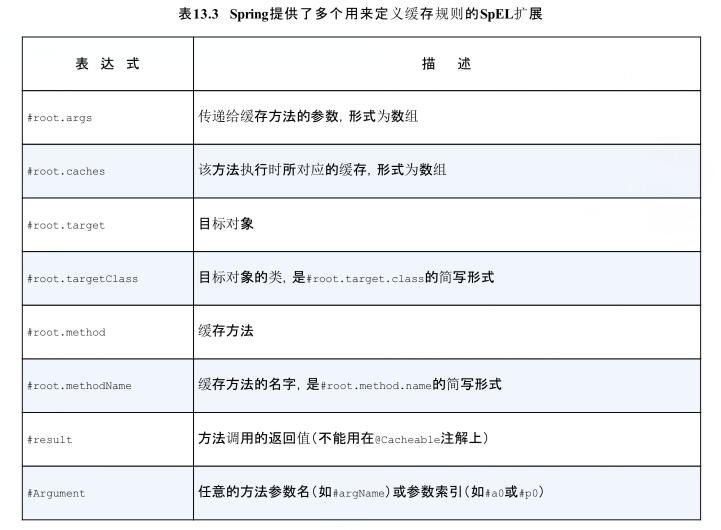 表13.3 Spring提供了多个用来定义缓存规则的SpEL扩展
表 达 式
描 述
#root.args
传递给缓存方法的参数，形式为数组
#root.caches
该方法执行时所对应的缓存，形式为数组
#root.target
目标对象
#root.targetClass
目标对象的类，是#root.target.class的简写形式
#root.method
缓存方法
#root.methodName
缓存方法的名字，是#root.method.name的简写形式
#result
方法调用的返回值（不能用在@Cacheable注解上）
#Argument
任意的方法参数名（如#argName）或参数索引（如#a0或#p0）